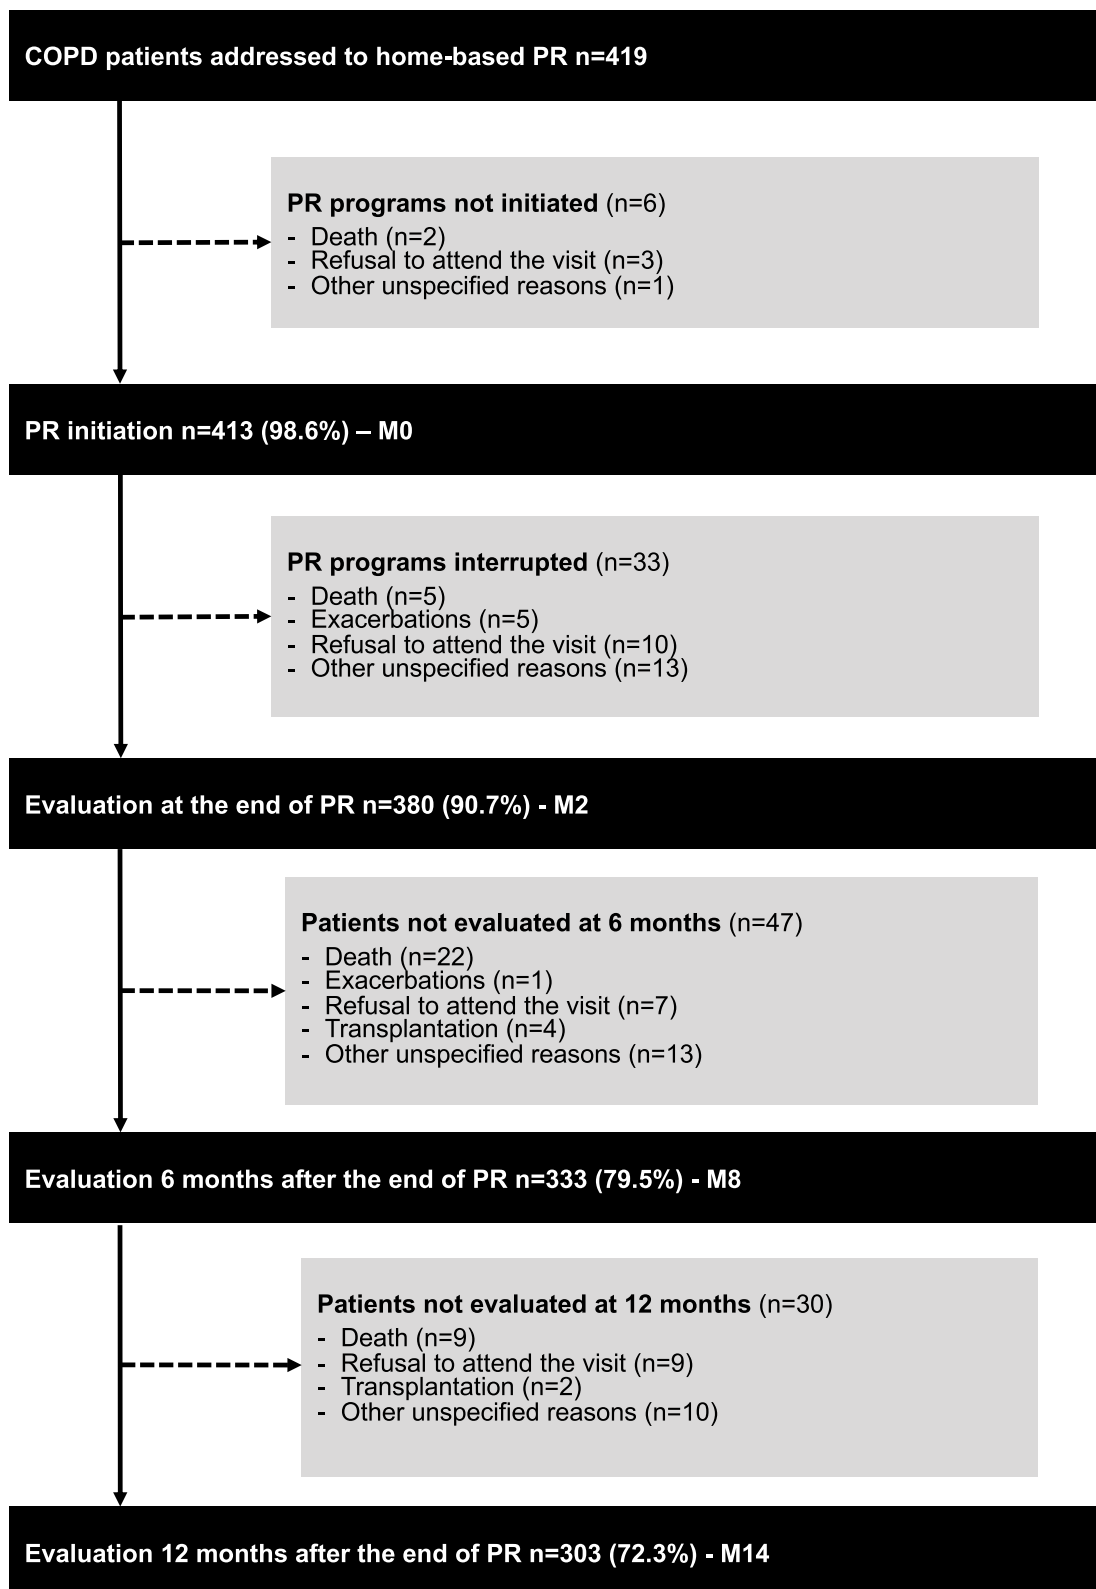 COPD patients addressed to home-based PR n=419
PR programs not initiated (n=6)
- Death (n=2)
- Refusal to attend the visit (n=3)
- Other unspecified reasons (n=1)
PR initiation n=413 (98.6%) – M0
PR programs interrupted (n=33)
- Death (n=5)
- Exacerbations (n=5)
- Refusal to attend the visit (n=10)
- Other unspecified reasons (n=13)
Evaluation at the end of PR n=380 (90.7%) - M2
Patients not evaluated at 6 months (n=47)
- Death (n=22)
- Exacerbations (n=1)
- Refusal to attend the visit (n=7)
- Transplantation (n=4)
- Other unspecified reasons (n=13)
Evaluation 6 months after the end of PR n=333 (79.5%) - M8
Patients not evaluated at 12 months (n=30)
- Death (n=9)
- Refusal to attend the visit (n=9)
- Transplantation (n=2)
- Other unspecified reasons (n=10)
Evaluation 12 months after the end of PR n=303 (72.3%) - M14